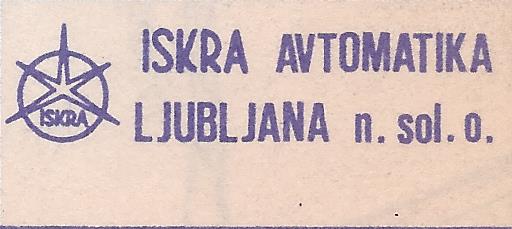 ISKRA AVTOMATIKA
ISKRA
LJUBLJANA n. sol. o.